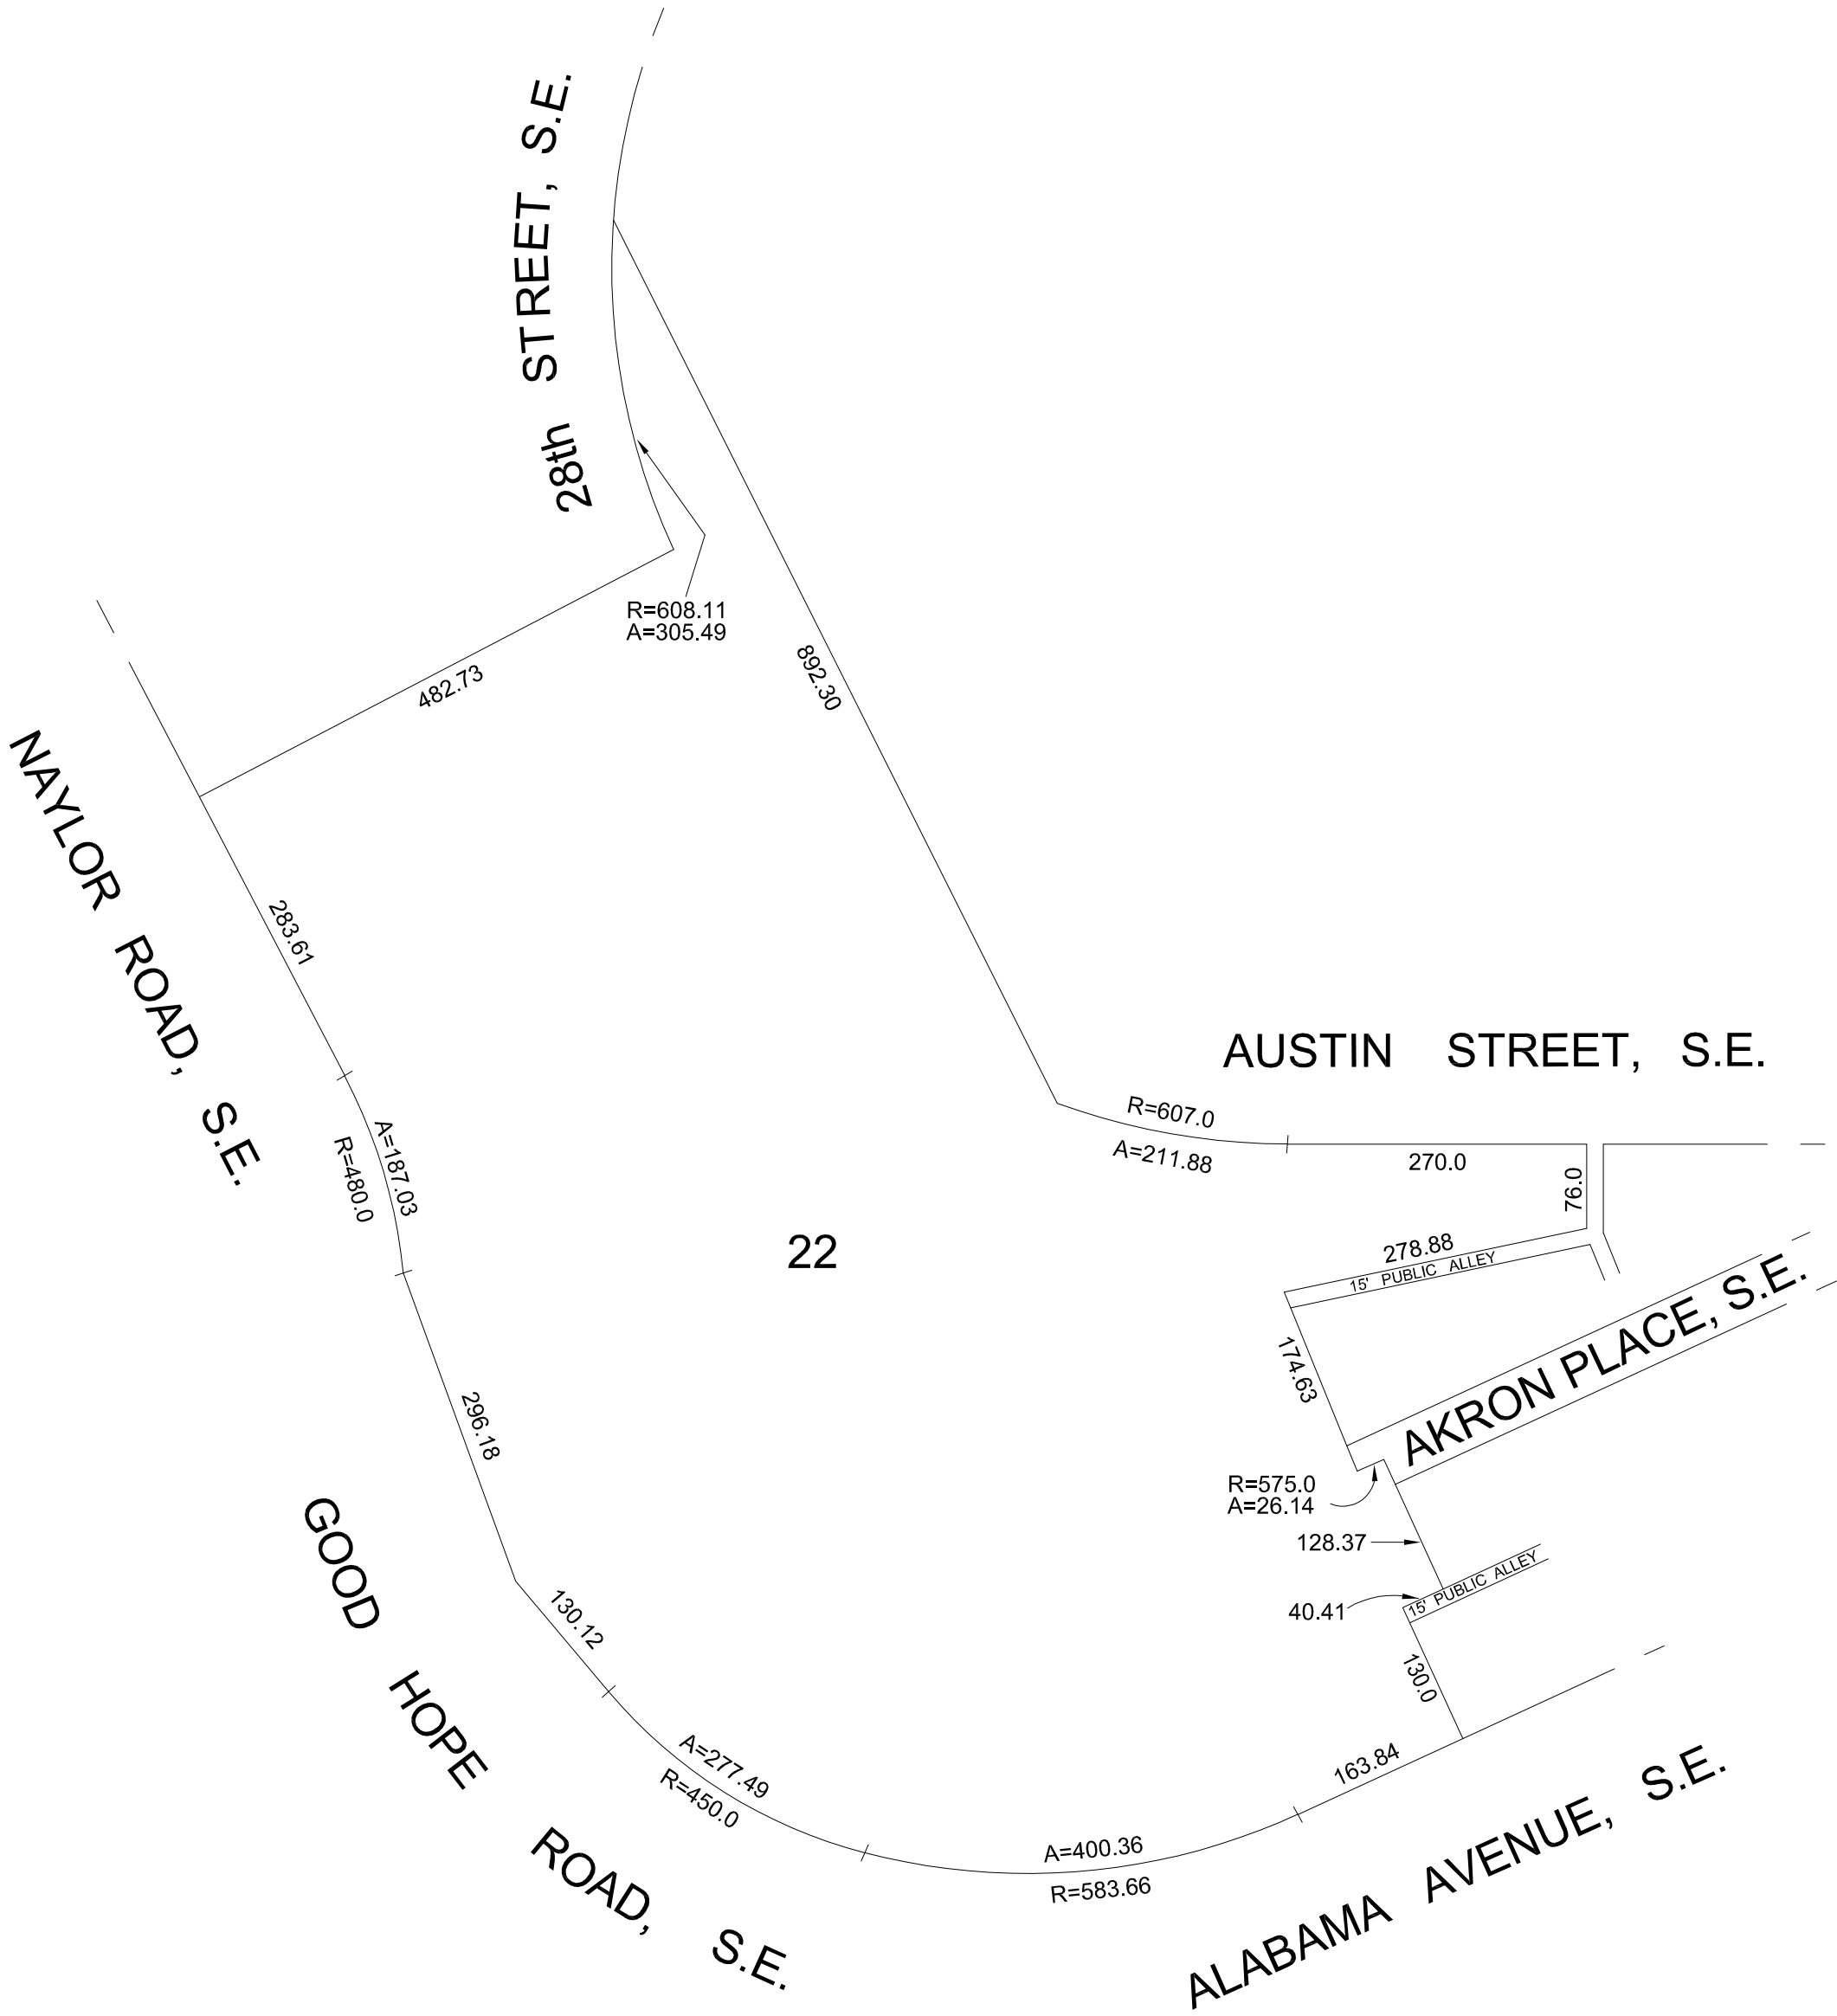 28th STREET, S.E.
R=608.11
A=305.49
482.73
892.30
NAYLOR ROAD, S.E.
283.61
A=187.03
R=480.0
AUSTIN STREET, S.E.
R=607.0
A=211.88
270.0
76.0
22
278.88
15' PUBLIC ALLEY
174.63
AKRON PLACE, S.E.
296.18
R=575.0
A=26.14
128.37
15' PUBLIC ALLEY
40.41
130.0
GOOD HOPE ROAD, S.E.
130.12
A=277.49
R=450.0
A=400.36
R=583.66
163.84
ALABAMA AVENUE, S.E.